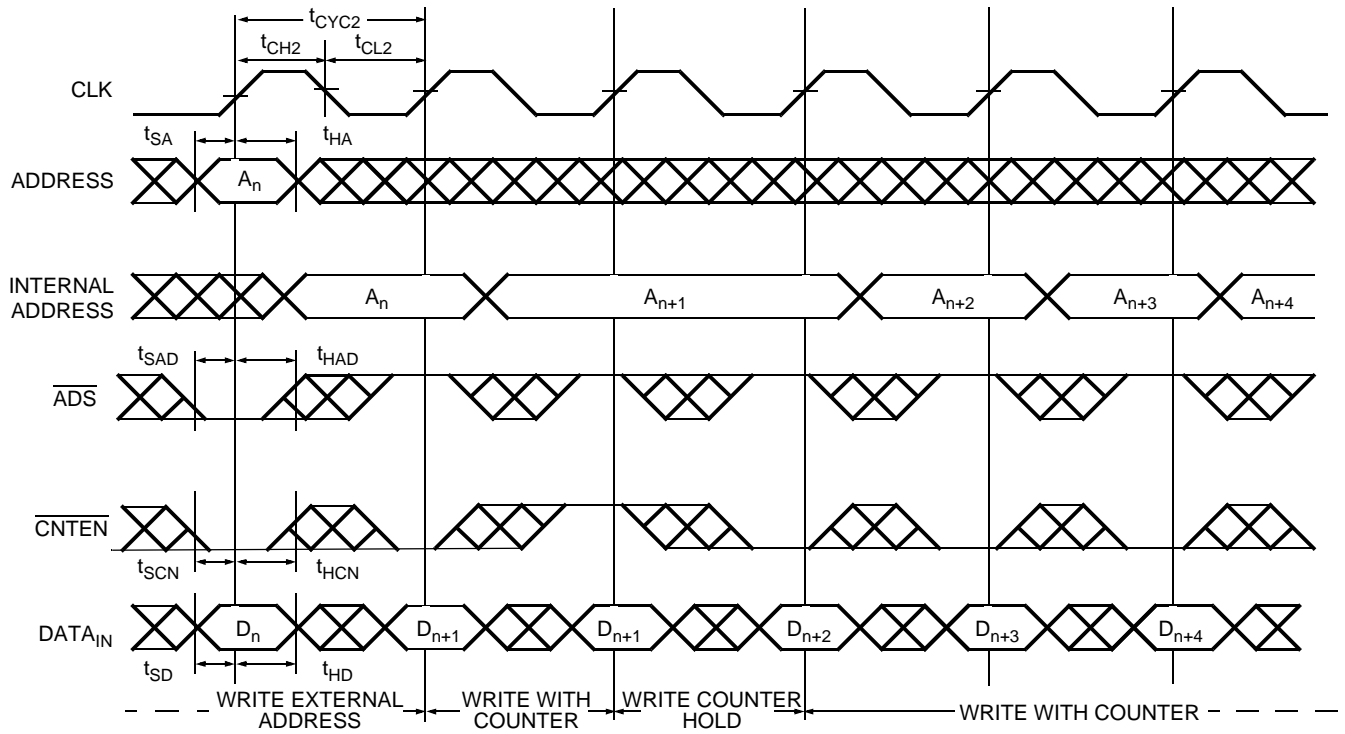 tCYC2
tCH2 tCL2
CLK
tSA tHA
ADDRESS An
INTERNAL
ADDRESS
An An+1 An+2 An+3 An+4
tSAD tHAD
ADS
CNTEN
tSCN tHCN
DATAIN Dn Dn+1 Dn+1 Dn+2 Dn+3 Dn+4
tSD tHD
WRITE EXTERNAL
ADDRESS
WRITE WITH
COUNTER
WRITE COUNTER
HOLD
WRITE WITH COUNTER